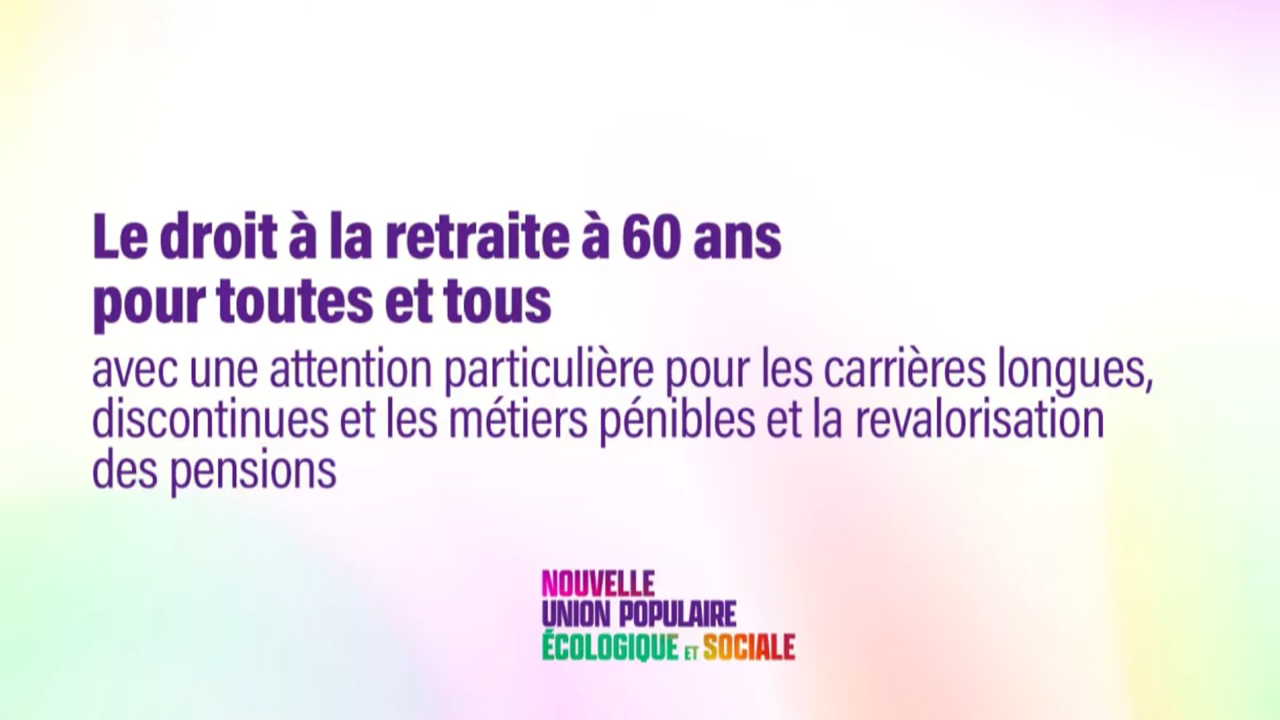 Le droit à la retraite à 60 ans
pour toutes et tous
avec une attention particulière pour les carrières longues,
discontinues et les métiers pénibles et la revalorisation
des pensions
NOUVELLE
UNION POPULAIRE
ÉCOLOGIQUE ET SOCIALE